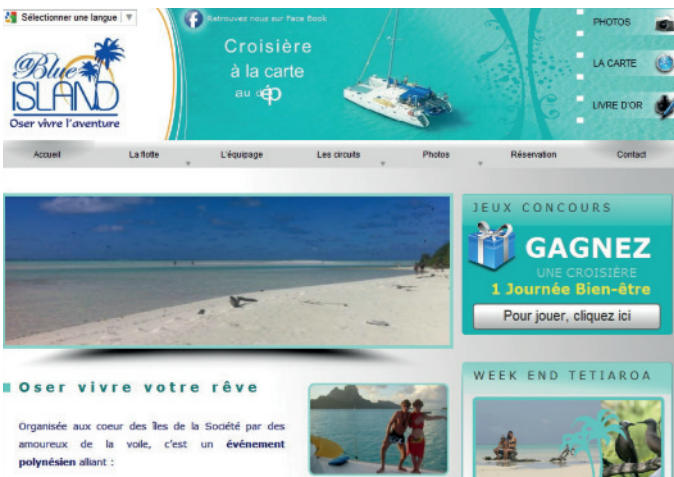 Sélectionner une langue
Retrouvez nous sur Face Book
@Blue
ISLAND
Oser vivre l'aventure
Croisière
à la carte
au
PHOTOS
LA CARTE
LIVRE D'OR
Accueil
La flotte
L'équipage
Les circuits
Photos
Réservation
Contact
JEUX CONCOURS
GAGNEZ
UNE CROISIÈRE
1 Journée Bien-être
Pour jouer, cliquez ici
Oser vivre votre rêve
Organisée aux coeur des îles de la Société par des
amoureux de la voile, c'est un événement
polynésien alliant :
WEEK END TETIAROA